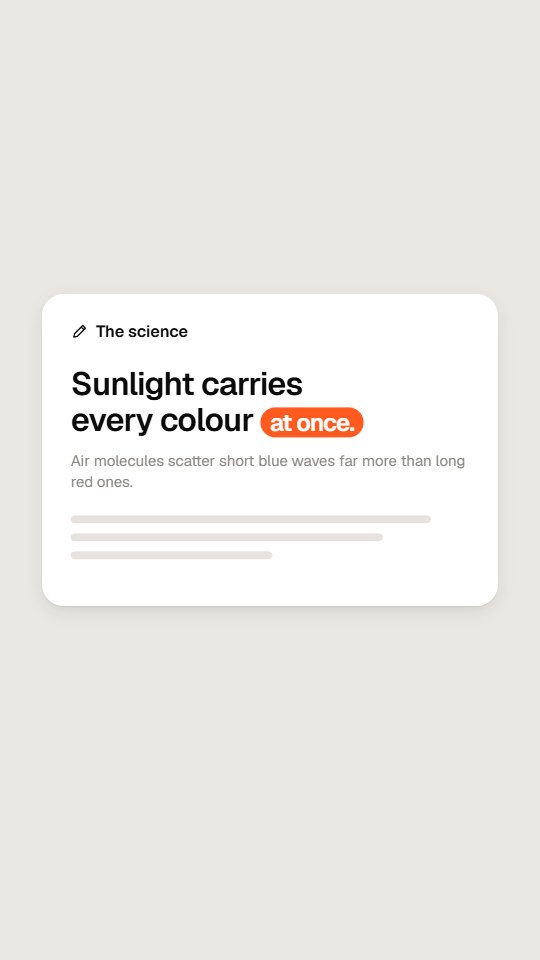 The science
Sunlight carries
every colour at once.
Air molecules scatter short blue waves far more than long
red ones.